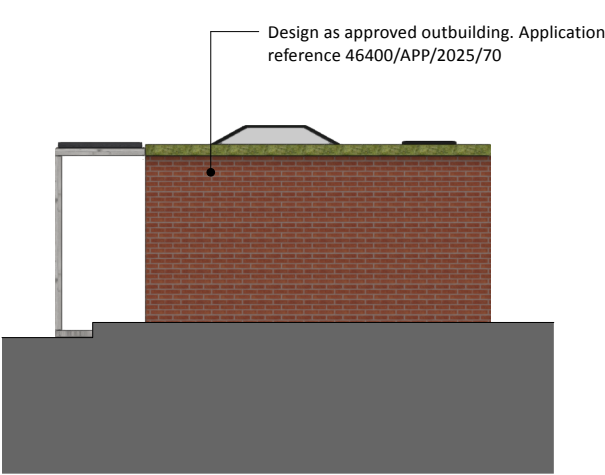 Design as approved outbuilding. Application
reference 46400/APP/2025/70